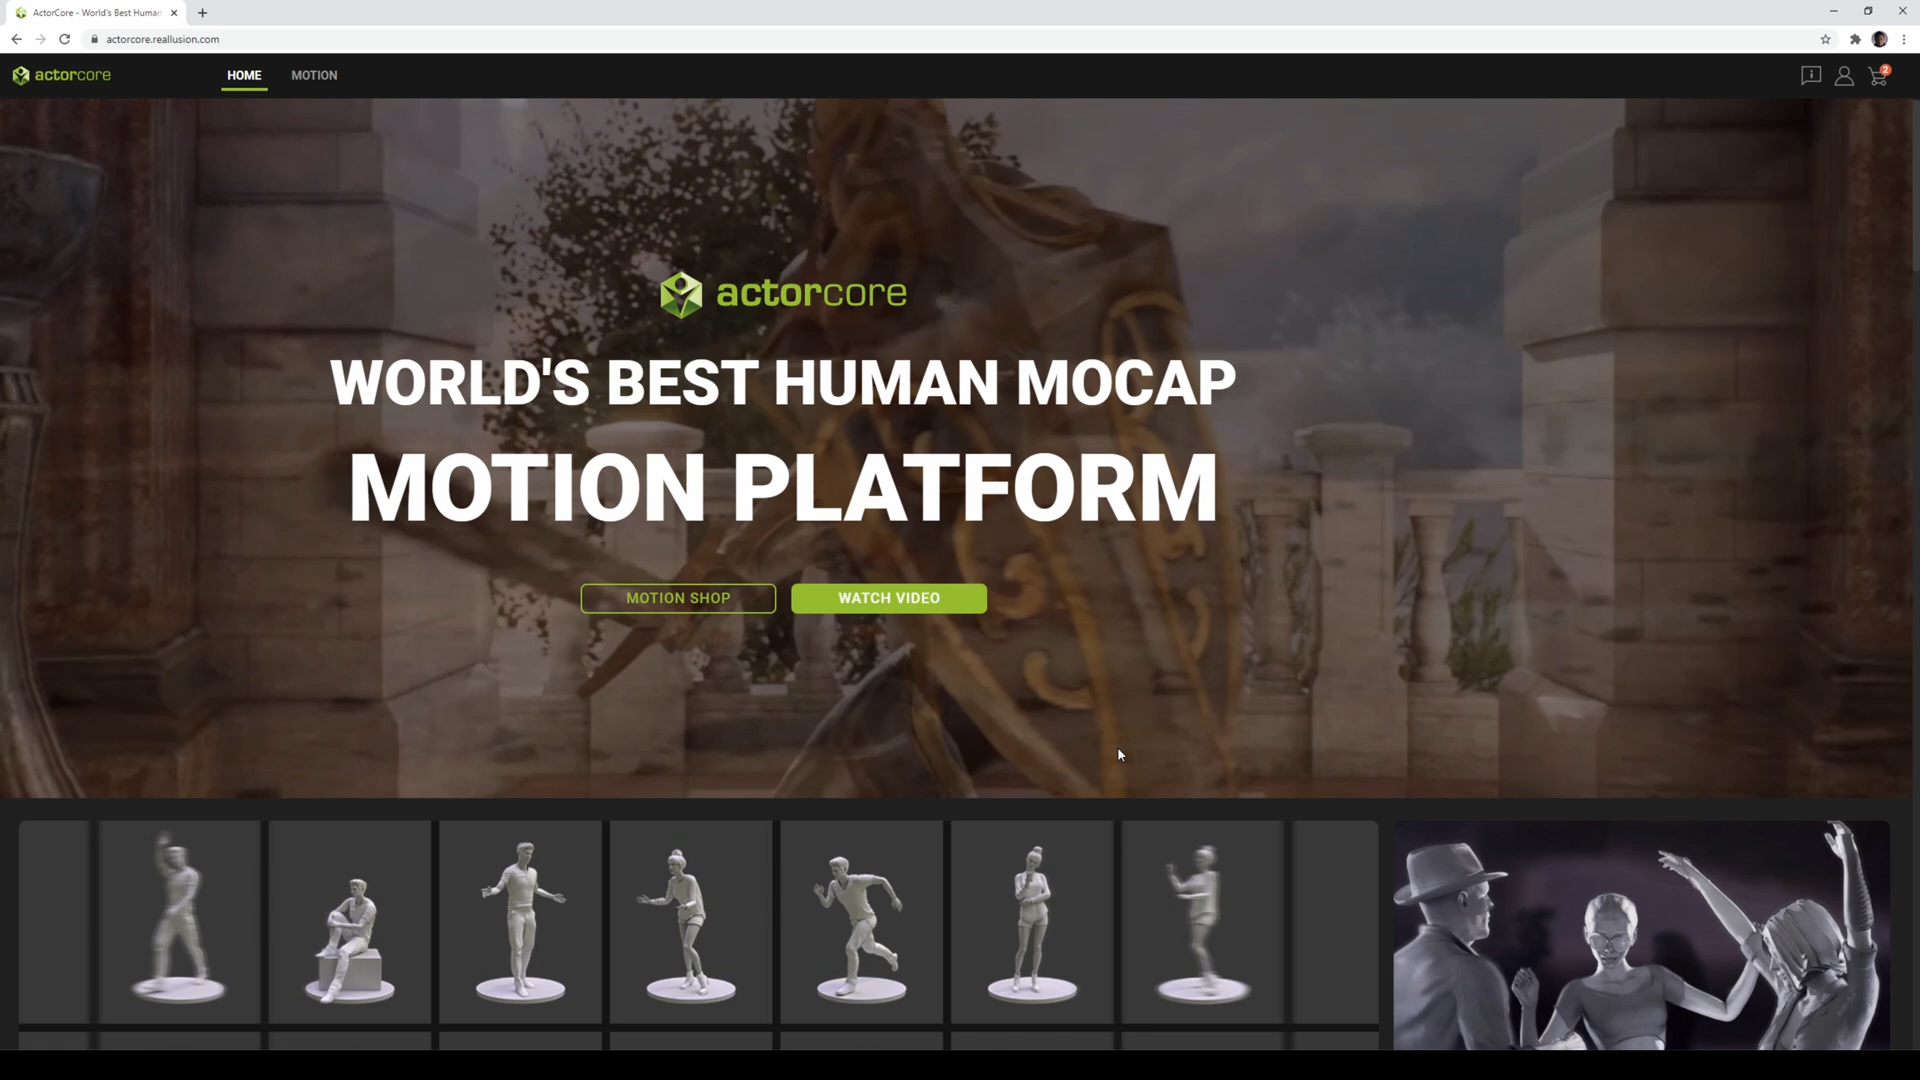 ActorCore - World's Best Human
actorcore.reallusion.com
actorcore
HOME
MOTION
2
actorcore
WORLD'S BEST HUMAN MOCAP
MOTION PLATFORM
MOTION SHOP
WATCH VIDEO